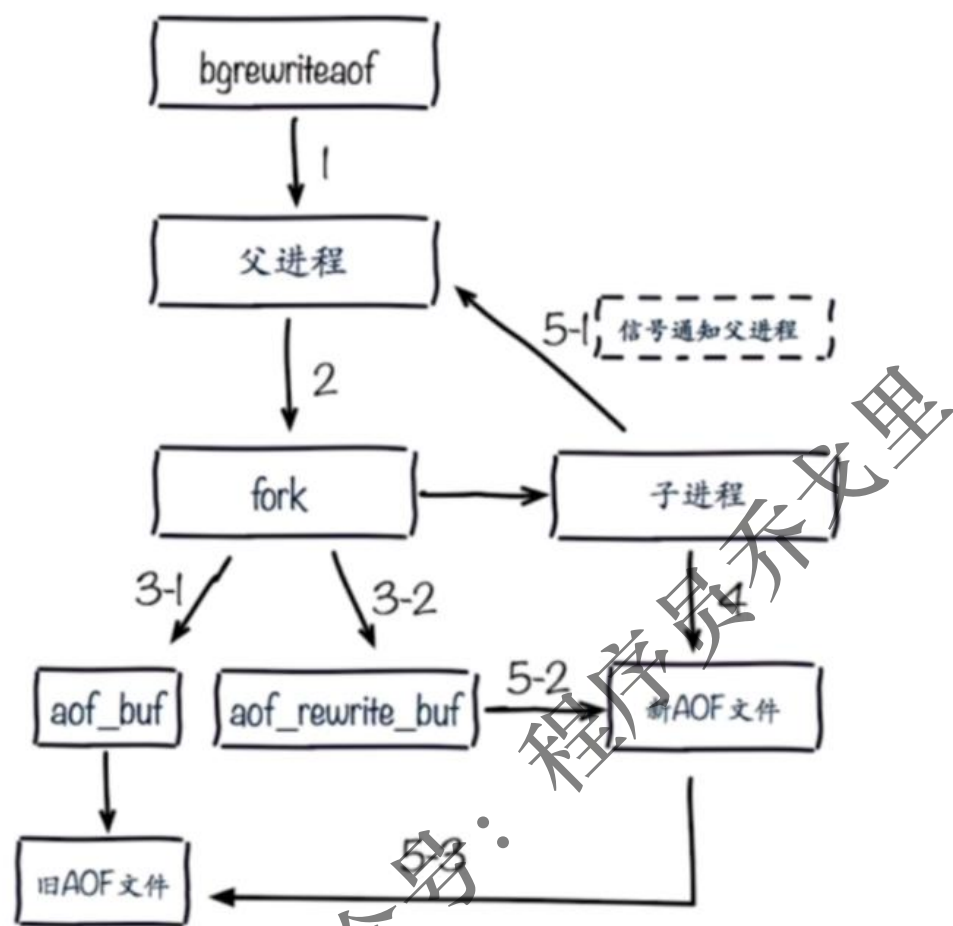 bgrewriteaof
1
父进程
5-1
信号通知父进程
2
fork
子进程
3-1
3-2
4
aof_buf
aof_rewrite_buf
5-2
新AOF文件
旧AOF文件
5-3
众号：程序员乔戈里